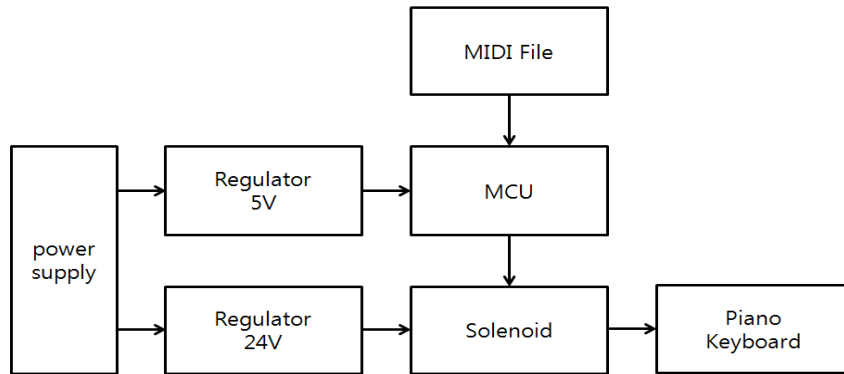 MIDI File
Regulator
5V
MCU
power
supply
Regulator
24V
Solenoid
Piano
Keyboard